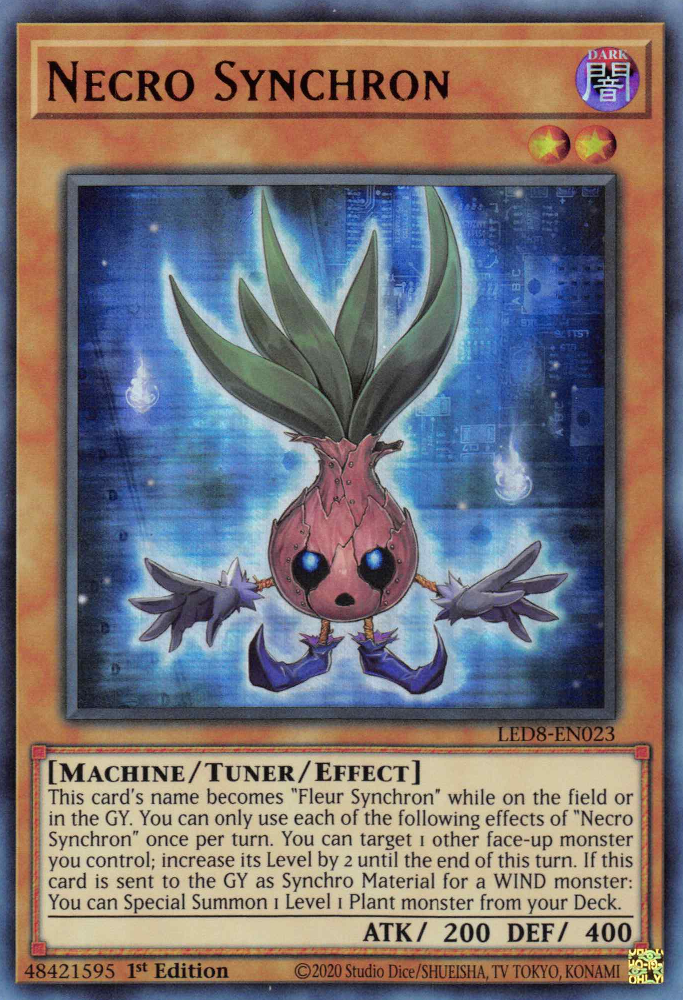 NECRO SYNCHRON
DARK
闇
LED8-EN023
[MACHINE/TUNER/EFFECT]
This card's name becomes "Fleur Synchron" while on the field or
in the GY. You can only use each of the following effects of "Necro
Synchron" once per turn. You can target 1 other face-up monster
you control; increase its Level by 2 until the end of this turn. If this
card is sent to the GY as Synchro Material for a WIND monster:
You can Special Summon 1 Level 1 Plant monster from your Deck.
ATK/ 200 DEF/ 400
48421595 1st Edition ©2020 Studio Dice/SHUEISHA, TV TOKYO, KONAMI